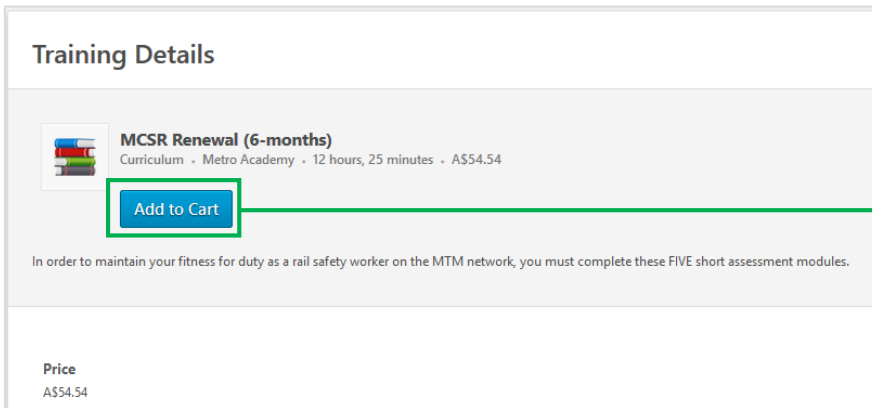 Training Details
MCSR Renewal (6-months)
Curriculum • Metro Academy • 12 hours, 25 minutes • A$54.54
Add to Cart
In order to maintain your fitness for duty as a rail safety worker on the MTM network, you must complete these FIVE short assessment modules.
Price
A$54.54